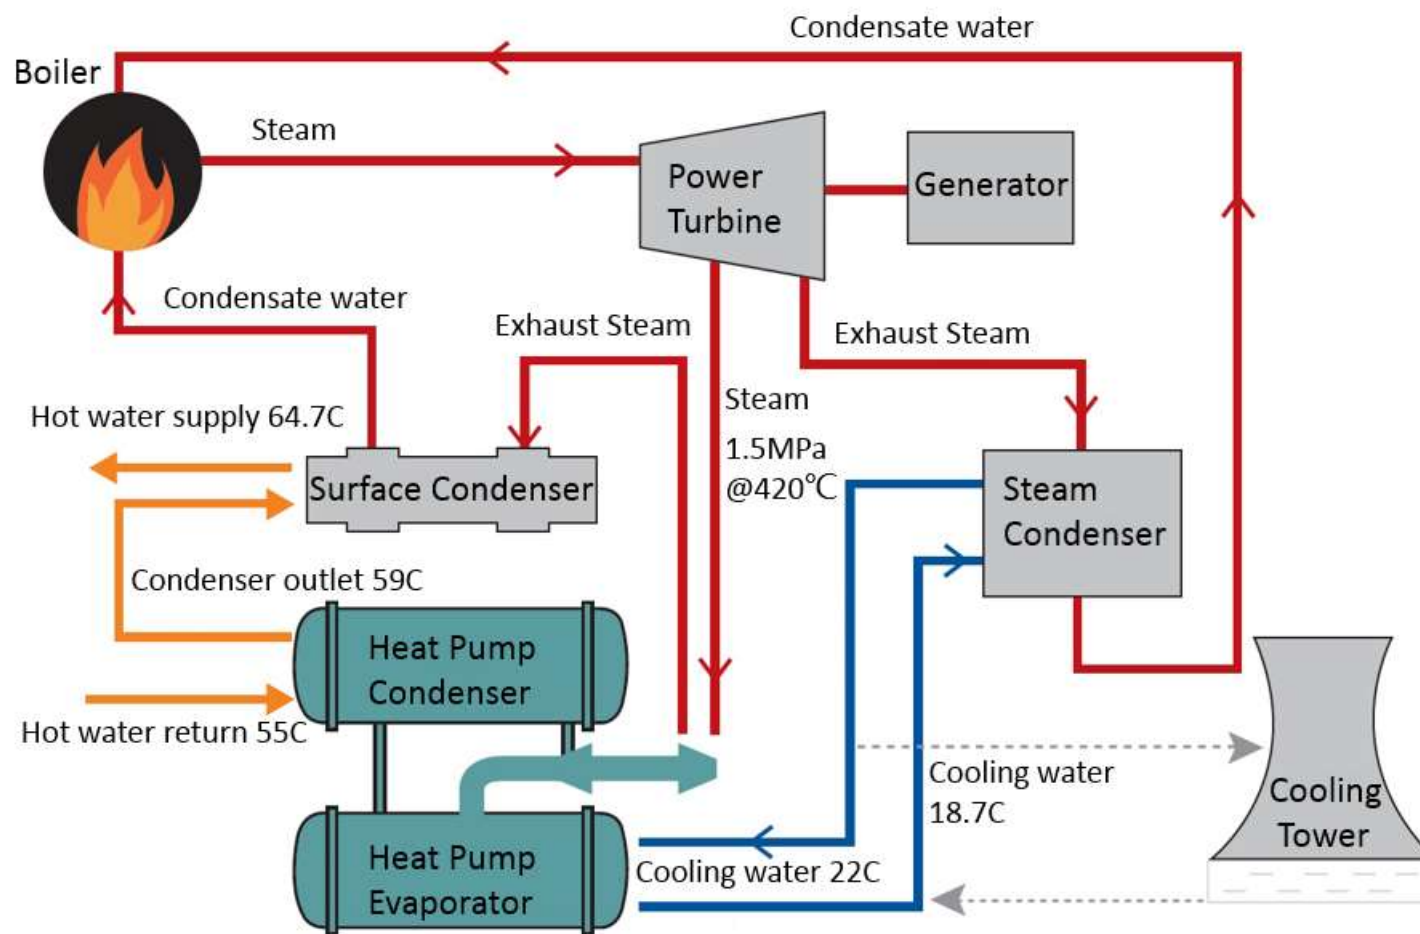 Condensate water
Boiler
Steam
Power
Turbine
Generator
Condensate water
Exhaust Steam
Exhaust Steam
Hot water supply 64.7C
Steam
1.5MPa
@420℃
Surface Condenser
Steam
Condenser
Condenser outlet 59C
Heat Pump
Condenser
Hot water return 55C
Cooling water
18.7C
Cooling
Tower
Heat Pump
Evaporator
Cooling water 22C